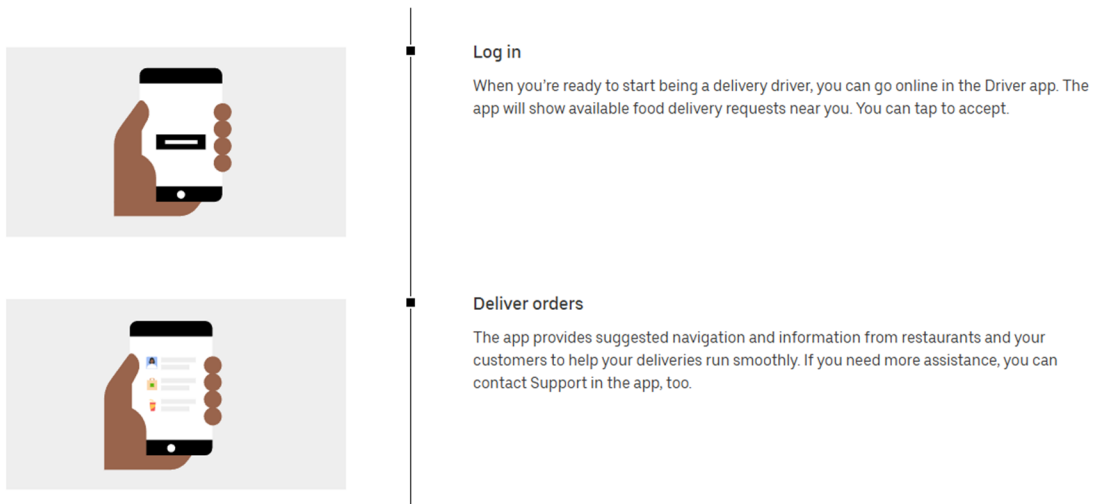 Log in
When you're ready to start being a delivery driver, you can go online in the Driver app. The
app will show available food delivery requests near you. You can tap to accept.
Deliver orders
The app provides suggested navigation and information from restaurants and your
customers to help your deliveries run smoothly. If you need more assistance, you can
contact Support in the app, too.